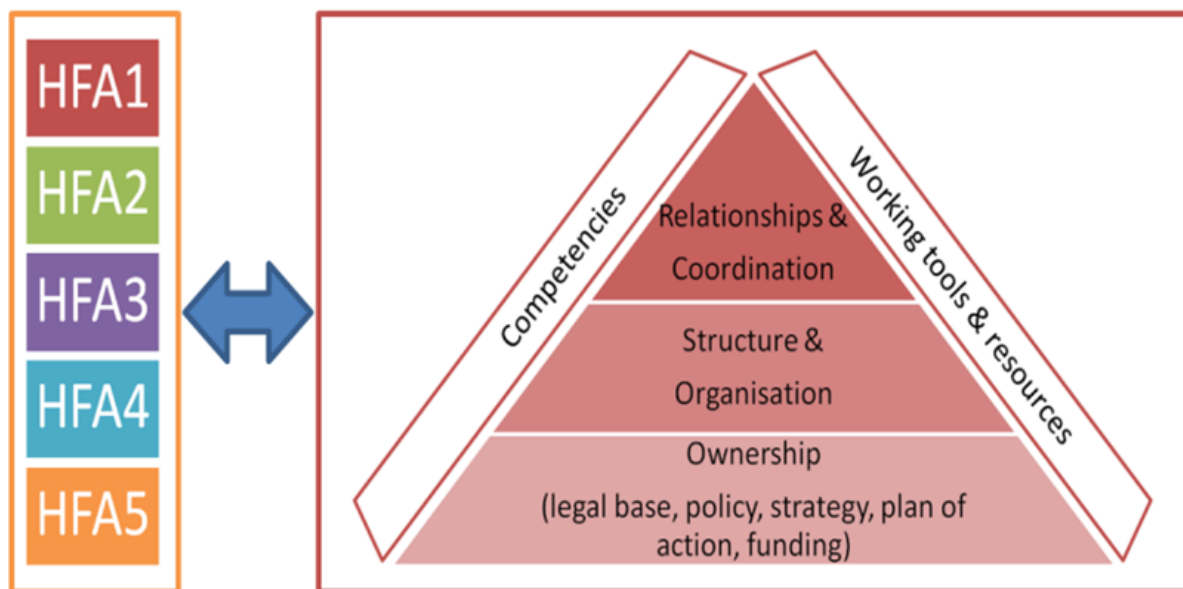 HFA1
HFA2
HFA3
HFA4
HFA5
Competencies
Working tools & resources
Relationships &
Coordination
Structure &
Organisation
Ownership
(legal base, policy, strategy, plan of
action, funding)